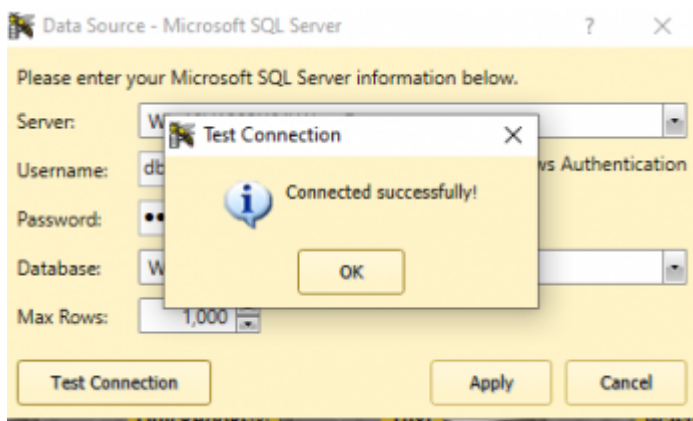 Data Source - Microsoft SQL Server ? ×
Please enter your Microsoft SQL Server information below.
Server: W
Test Connection ×
Username: db
Authentication
Connected successfully!
Password: ••
OK
Database: W
Max Rows: 1,000
Test Connection Apply Cancel